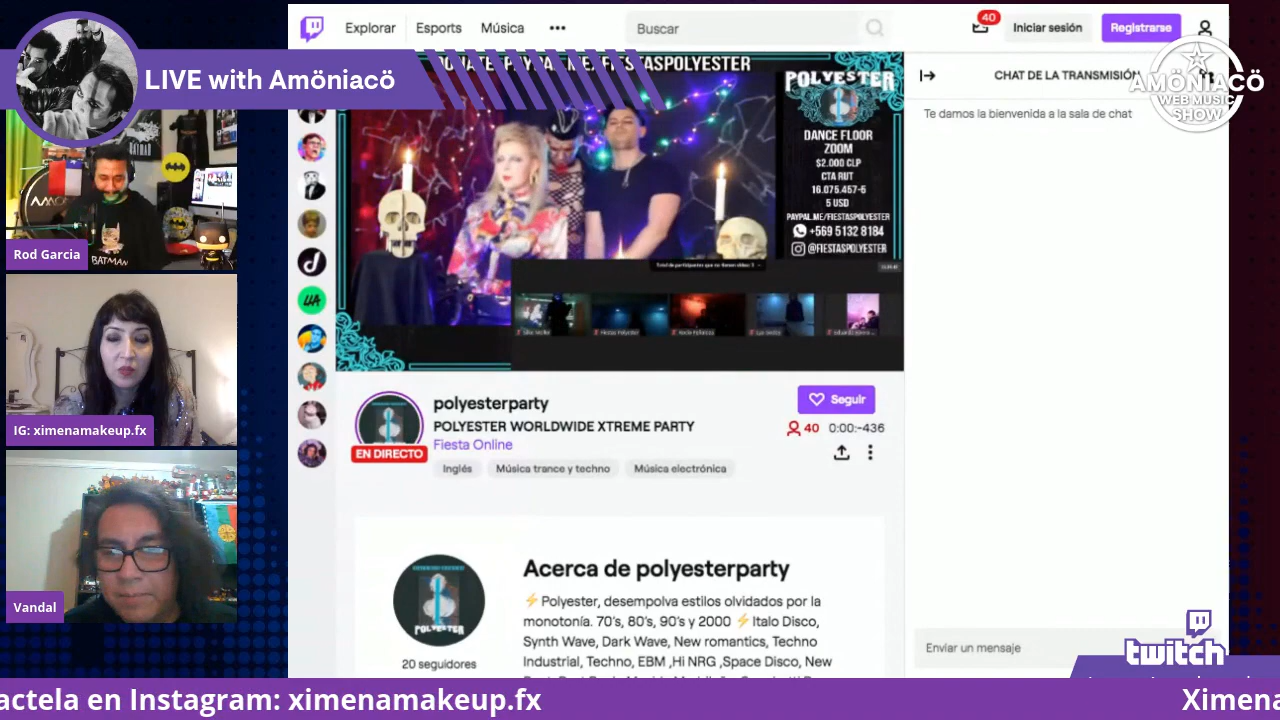 Explorar
Esports
Música
Buscar
40
Iniciar sesión
Registrarse
LIVE with Amöniacö
CHAT DE LA TRANSMISIÓN
AMÖNIACÖ
WEB MUSIC
SHOW
Te damos la bienvenida a la sala de chat
POLYESTER
DANCE FLOOR
ZOOM
$2.000 CLP
CTA RUT
16.075.457-6
5 USD
PAYPAL.ME/FIESTASPOLYESTER
+569 5132 8184
@FIESTASPOLYESTER
BATMAN
Rod Garcia
IG: ximenamakeup.fx
Vandal
polyesterparty
POLYESTER WORLDWIDE XTREME PARTY
Fiesta Online
EN DIRECTO
Inglés
Música trance y techno
Música electrónica
Seguir
40
0:00:-436
Acerca de polyesterparty
⚡Polyester, desempolva estilos olvidados por la
monotonía. 70's, 80's, 90's y 2000 ⚡Italo Disco,
Synth Wave, Dark Wave, New romantics, Techno
Industrial, Techno, EBM ,Hi NRG ,Space Disco, New
POLYESTER
20 seguidores
Enviar un mensaje
twitch
actela en Instagram: ximenamakeup.fx
Ximena